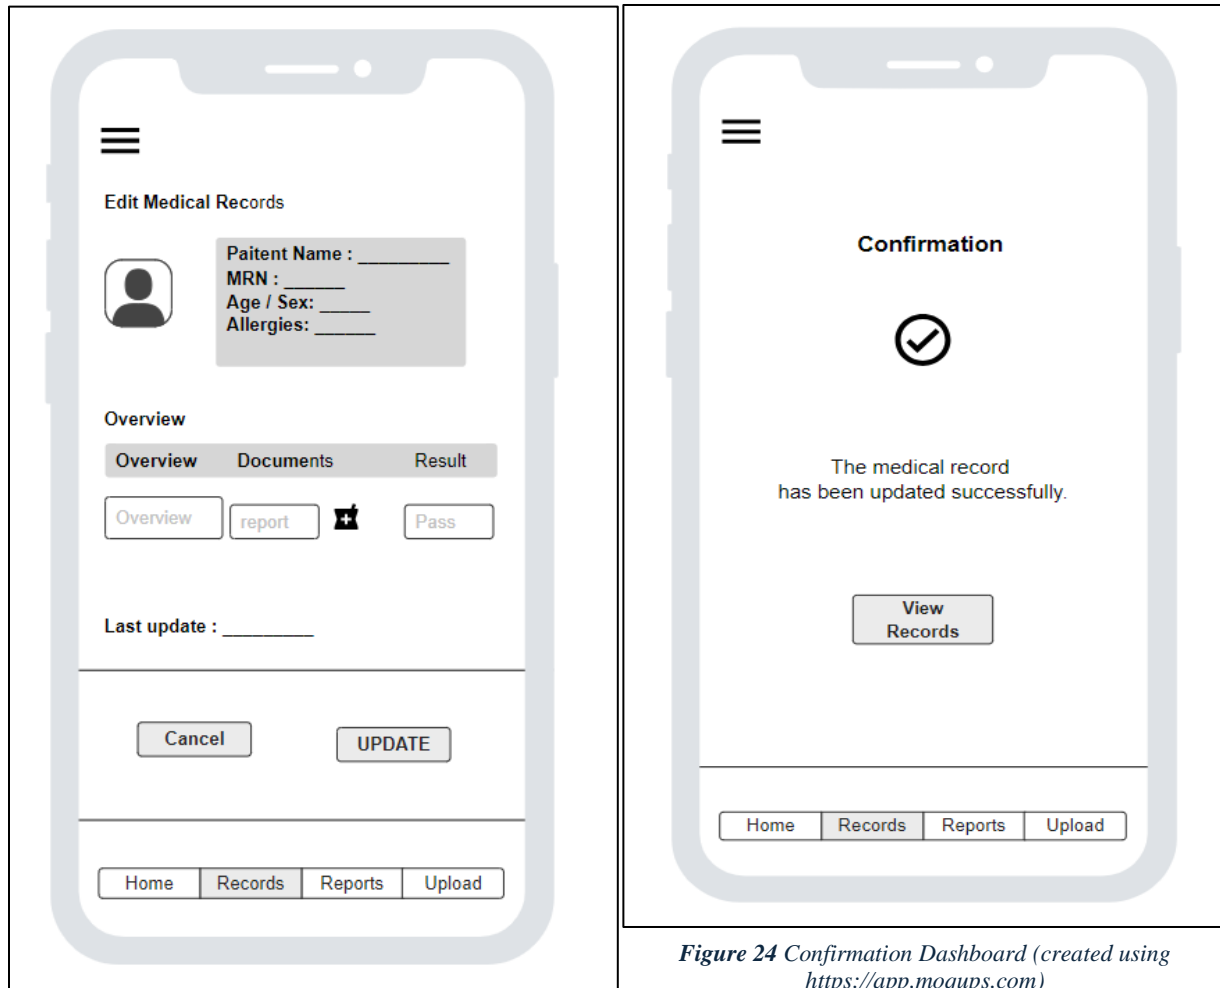 Edit Medical Records
Paitent Name : _________
MRN : ______
Age / Sex: _____
Allergies: ______
Overview
Overview Documents Result
Overview report Pass
Last update : _________
Cancel UPDATE
Home Records Reports Upload
Confirmation
The medical record
has been updated successfully.
View
Records
Home Records Reports Upload
Figure 24 Confirmation Dashboard (created using
https://app.moqups.com)